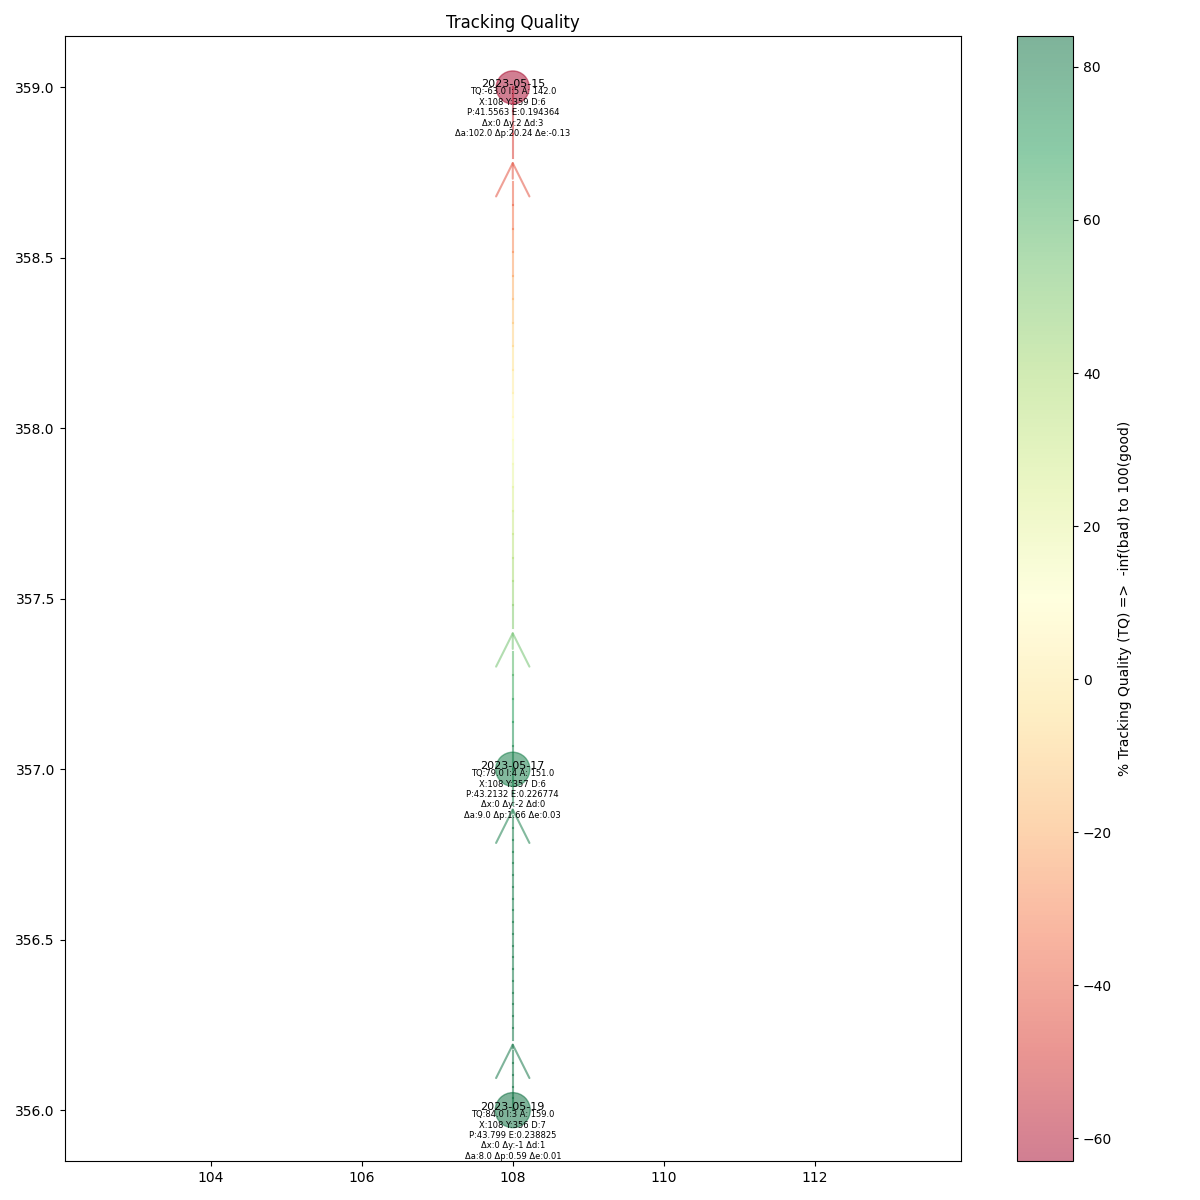 Tracking Quality
359.0
358.5
358.0
357.5
357.0
356.5
356.0
104
106
108
110
112
2023-05-15
TQ:-63.0 I:5 A: 142.0
X:108 Y:359 D:6
P:41.5563 E:0.194364
Δx:0 Δy:2 Δd:3
Δa:102.0 Δp:20.24 Δe:-0.13
2023-05-17
TQ:79.0 I:4 A: 151.0
X:108 Y:357 D:6
P:43.2132 E:0.226774
Δx:0 Δy:-2 Δd:0
Δa:9.0 Δp:1.66 Δe:0.03
2023-05-19
TQ:84.0 I:3 A: 159.0
X:108 Y:356 D:7
P:43.799 E:0.238825
Δx:0 Δy:-1 Δd:1
Δa:8.0 Δp:0.59 Δe:0.01
80
60
40
20
0
−20
−40
−60
% Tracking Quality (TQ) => -inf(bad) to 100(good)